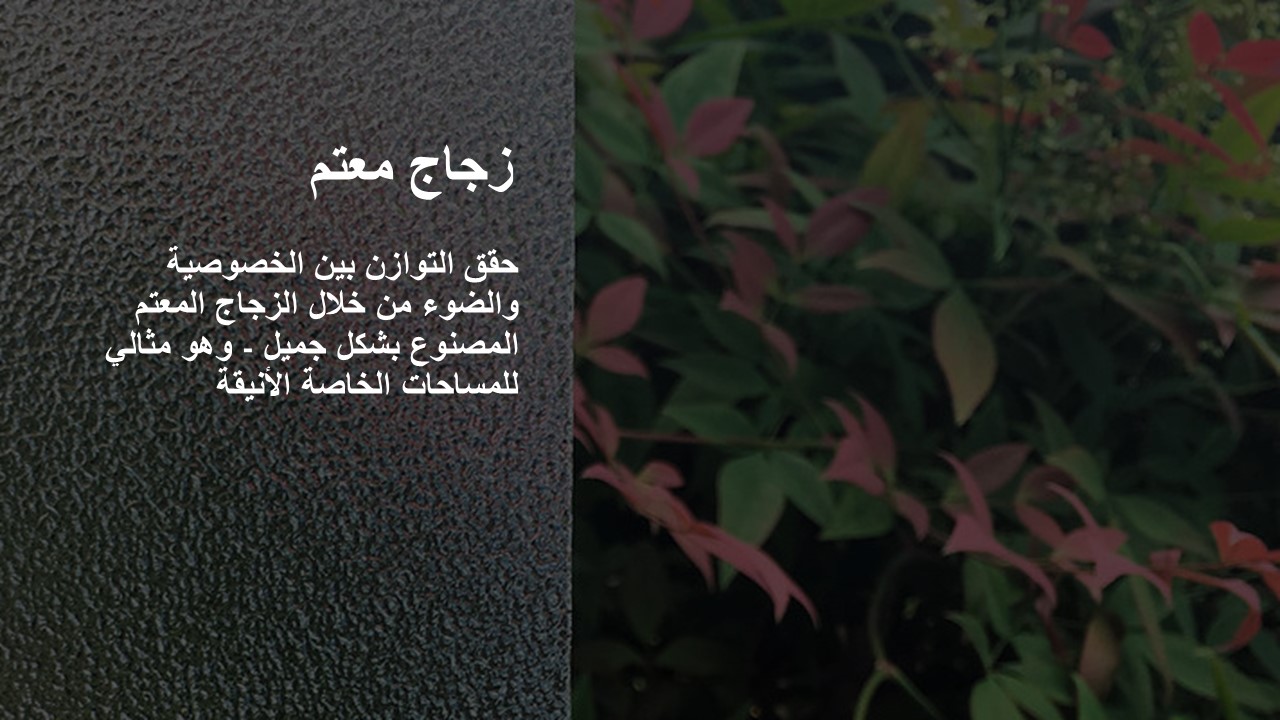 زجاج معتم
حقق التوازن بين الخصوصية
والضوء من خلال الزجاج المعتم
المصنوع بشكل جميل - وهو مثالي
للمساحات الخاصة الأنيقة